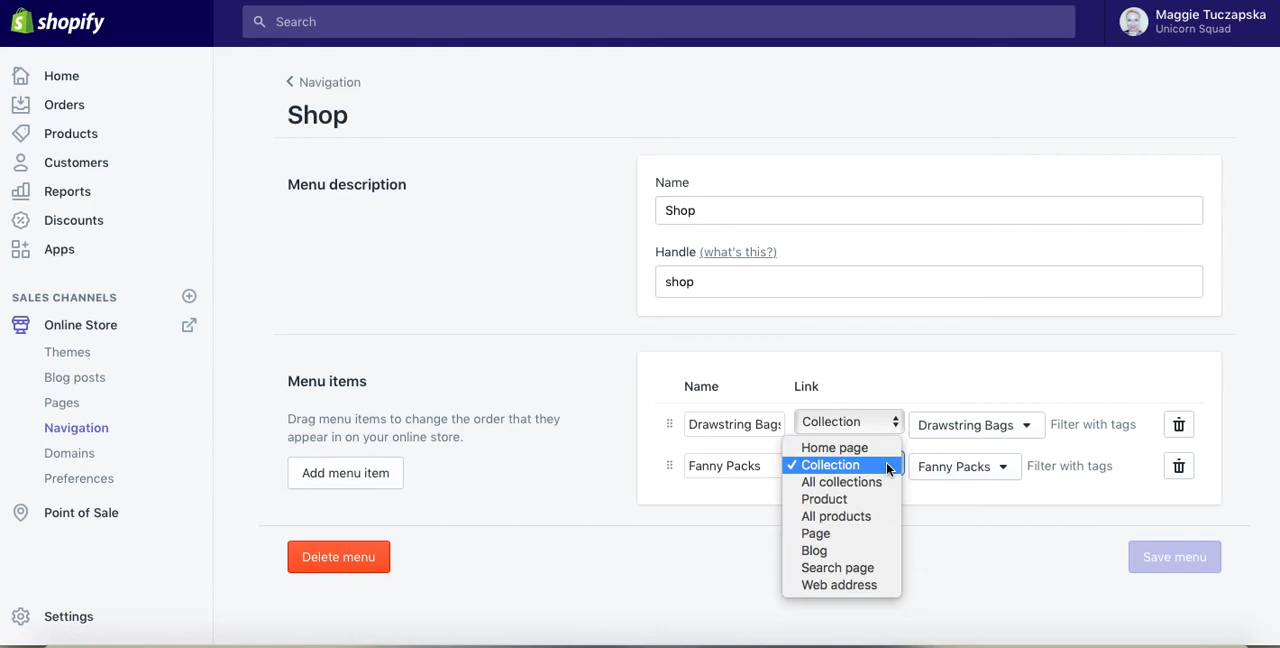 shopify
Search
Maggie Tuczapska
Unicorn Squad
Home
Orders
Products
Customers
Reports
Discounts
Apps
SALES CHANNELS
Online Store
Themes
Blog posts
Pages
Navigation
Domains
Preferences
Point of Sale
Settings
Navigation
Shop
Menu description
Name
Shop
Handle (what's this?)
shop
Menu items
Drag menu items to change the order that they
appear in on your online store.
Add menu item
Name Link
Drawstring Bags Collection Drawstring Bags Filter with tags
Fanny Packs Fanny Packs Filter with tags
Home page
✓ Collection
All collections
Product
All products
Page
Blog
Search page
Web address
Delete menu
Save menu